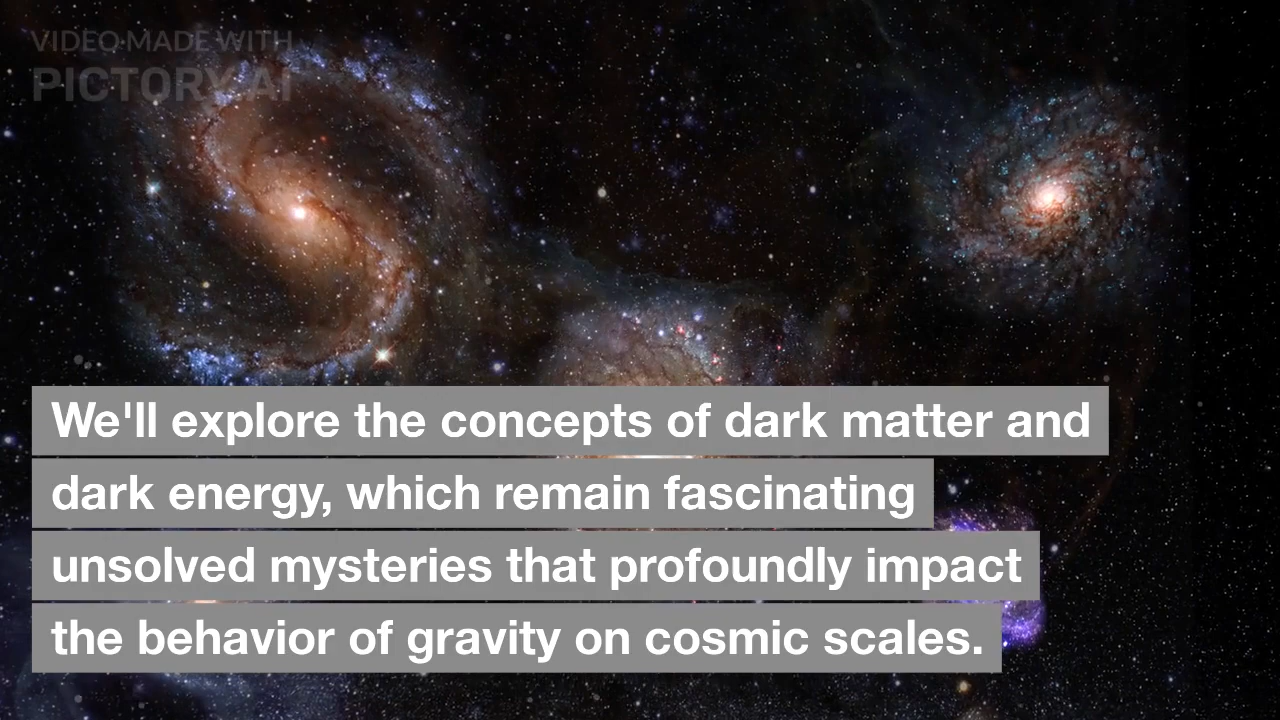 VIDEO MADE WITH
PICTORY.AI
We'll explore the concepts of dark matter and
dark energy, which remain fascinating
unsolved mysteries that profoundly impact
the behavior of gravity on cosmic scales.